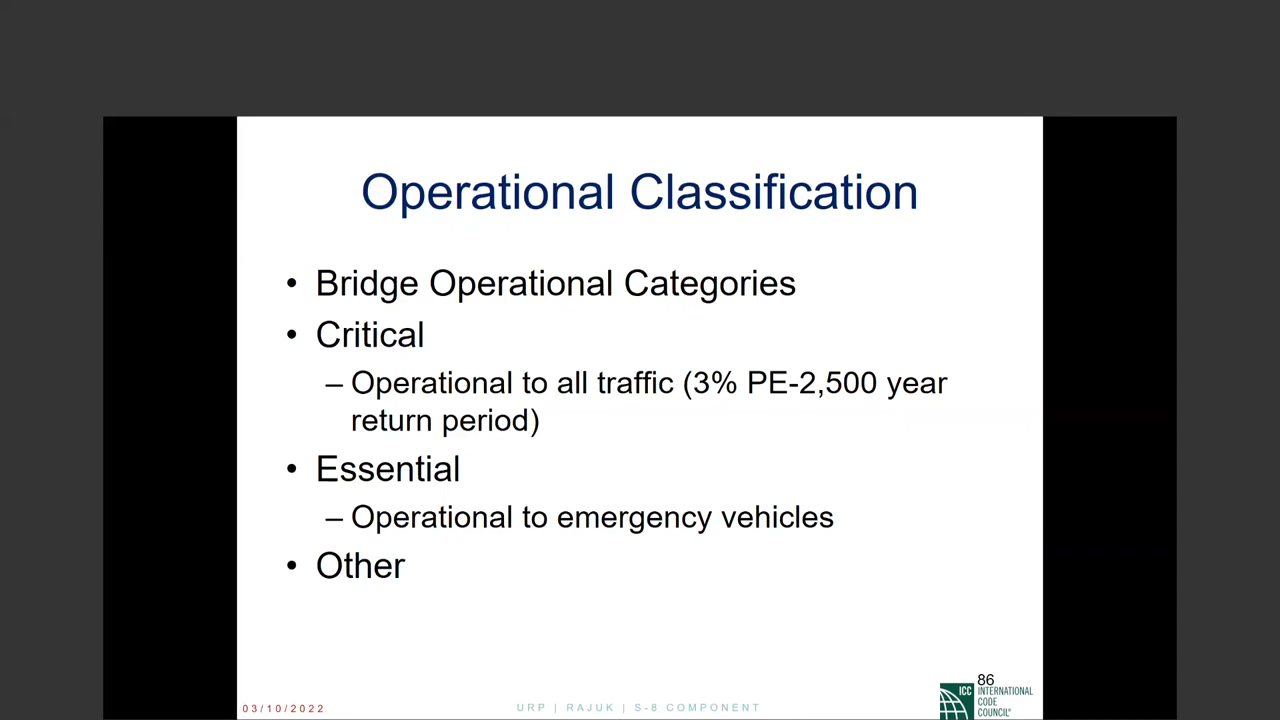 Operational Classification
• Bridge Operational Categories
• Critical
– Operational to all traffic (3% PE-2,500 year
return period)
• Essential
– Operational to emergency vehicles
• Other
86
03/10/2022
URP | RAJUK | S-8 COMPONENT
ICC INTERNATIONAL
CODE
COUNCIL®